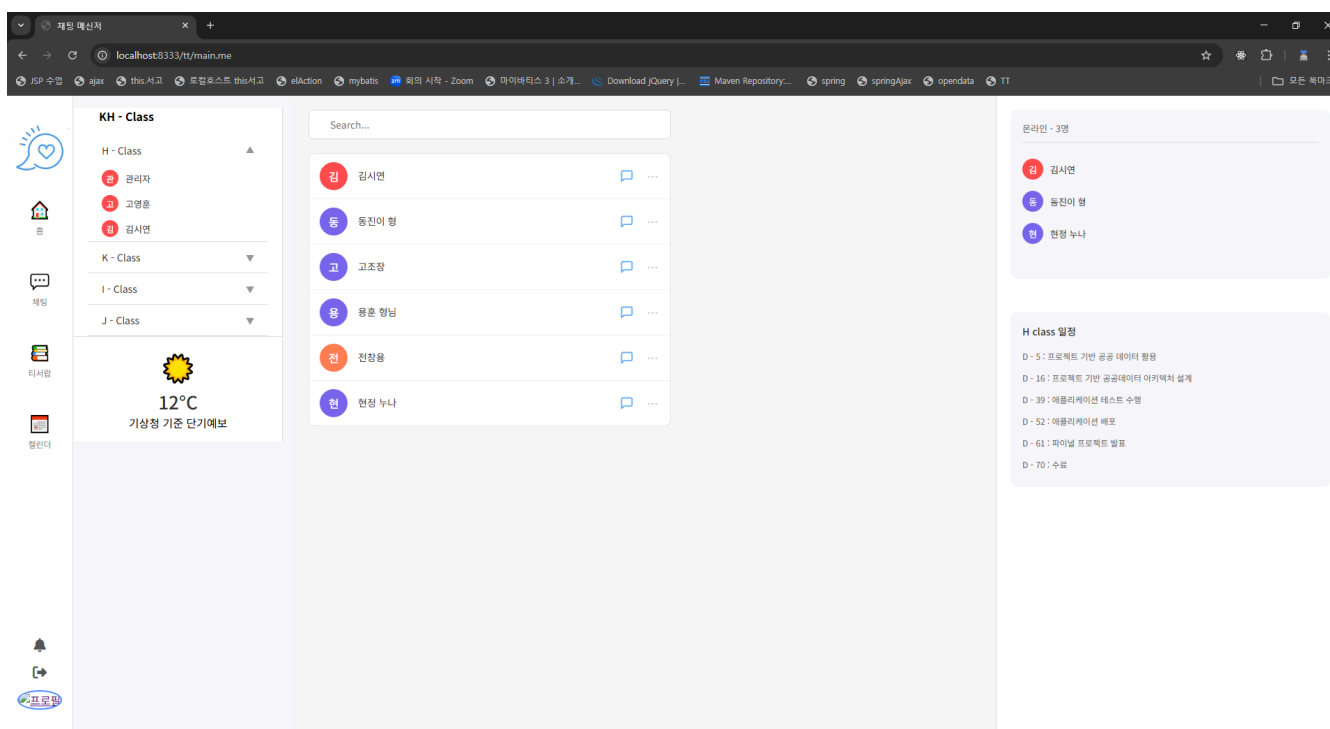 채팅 메신저
localhost:8333/tt/main.me
JSP 수업 ajax this.서고 로컬호스트 this서고 elAction mybatis 회의 시작 - Zoom 마이바티스 3 | 소개... Download jQuery |... Maven Repository:... spring springAjax opendata TT 모든 북마크
홈
채팅
티서랍
캘린더
프로필
KH - Class
H - Class ▲
관 관리자
고 고영훈
김 김시연
K - Class ▼
I - Class ▼
J - Class ▼
12°C
기상청 기준 단기예보
Search...
김 김시연
동 동진이 형
고 고조장
용 용훈 형님
전 전창용
현 현정 누나
온라인 - 3명
김 김시연
동 동진이 형
현 현정 누나
H class 일정
D - 5 : 프로젝트 기반 공공 데이터 활용
D - 16 : 프로젝트 기반 공공데이터 아키텍처 설계
D - 39 : 애플리케이션 테스트 수행
D - 52 : 애플리케이션 배포
D - 61 : 파이널 프로젝트 발표
D - 70 : 수료